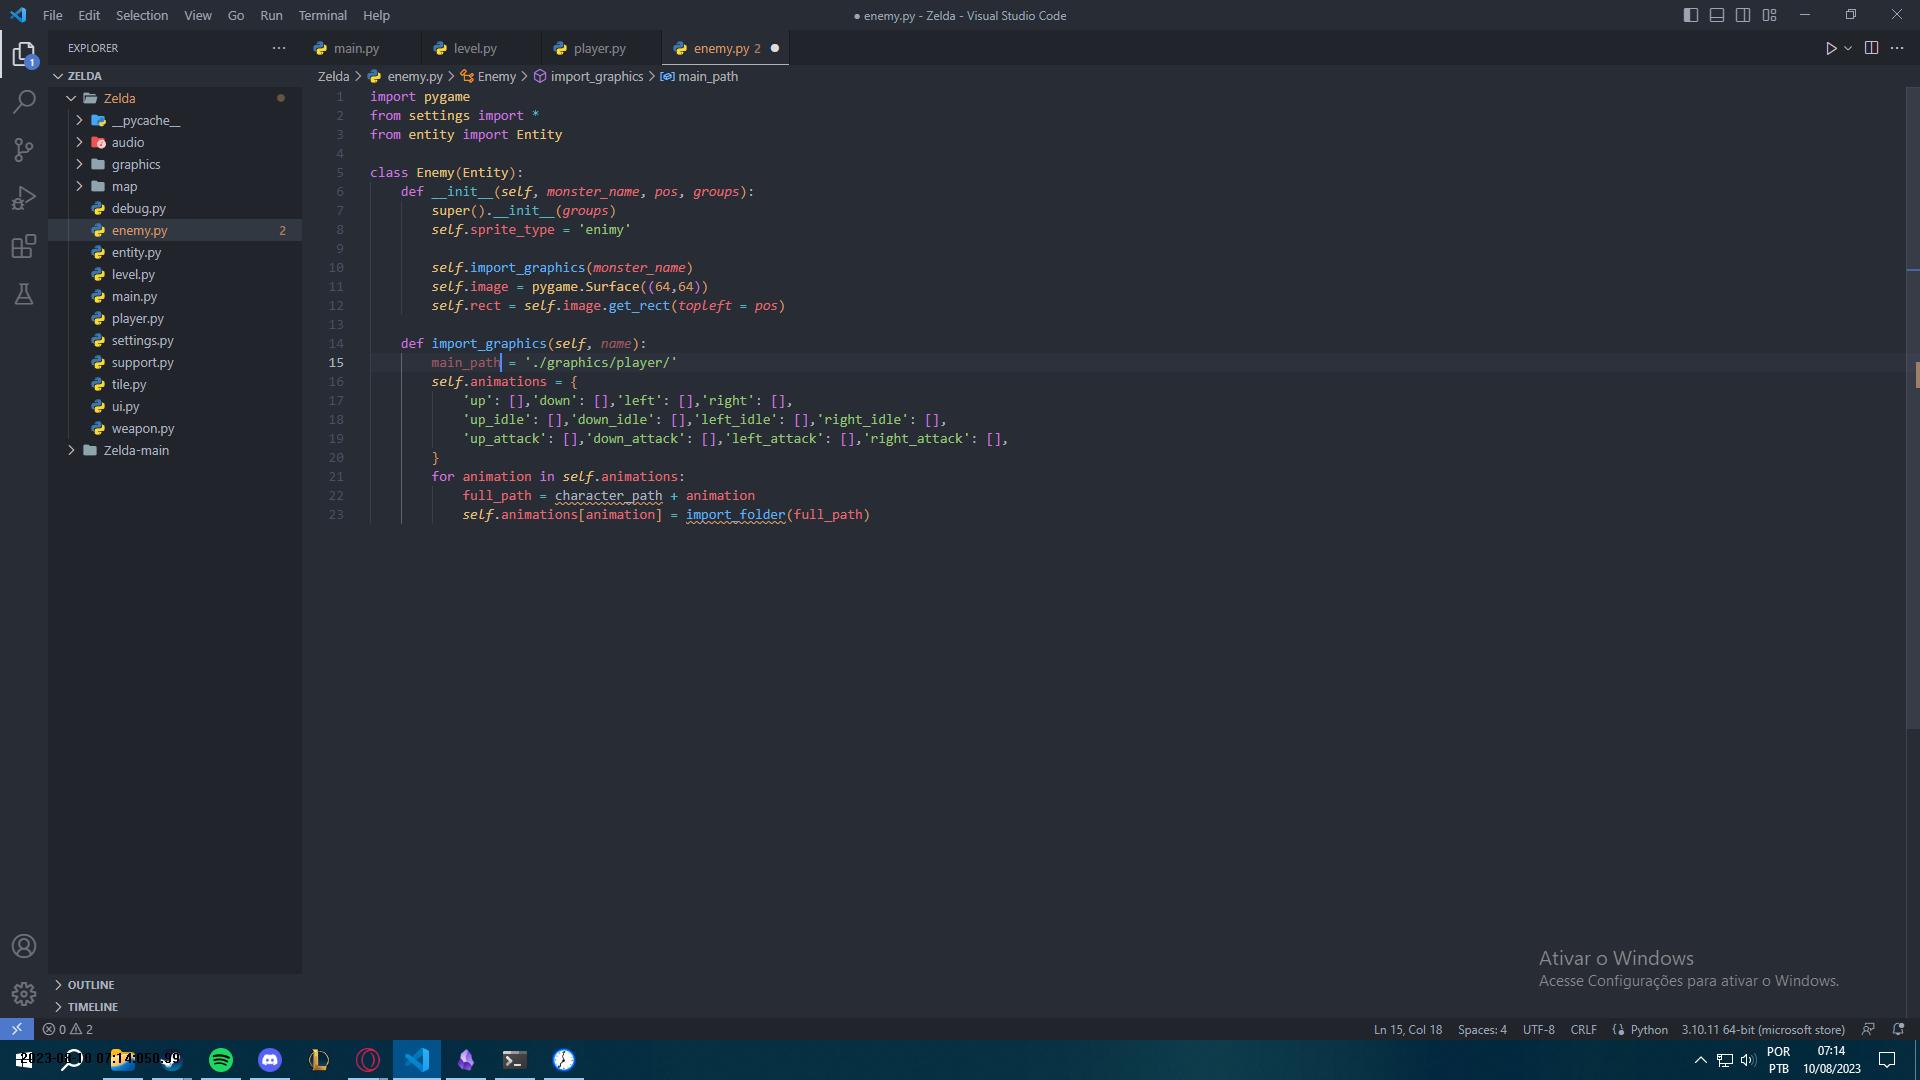 File Edit Selection View Go Run Terminal Help
● enemy.py - Zelda - Visual Studio Code
EXPLORER
main.py
level.py
player.py
enemy.py 2
1
ZELDA
Zelda
__pycache__
audio
graphics
map
debug.py
enemy.py 2
entity.py
level.py
main.py
player.py
settings.py
support.py
tile.py
ui.py
weapon.py
Zelda-main
OUTLINE
TIMELINE
Zelda > enemy.py > Enemy > import_graphics > main_path
1 import pygame
2 from settings import *
3 from entity import Entity
4
5 class Enemy(Entity):
6 def __init__(self, monster_name, pos, groups):
7 super().__init__(groups)
8 self.sprite_type = 'enimy'
9
10 self.import_graphics(monster_name)
11 self.image = pygame.Surface((64,64))
12 self.rect = self.image.get_rect(topleft = pos)
13
14 def import_graphics(self, name):
15 main_path = './graphics/player/'
16 self.animations = {
17 'up': [],'down': [],'left': [],'right': [],
18 'up_idle': [],'down_idle': [],'left_idle': [],'right_idle': [],
19 'up_attack': [],'down_attack': [],'left_attack': [],'right_attack': [],
20 }
21 for animation in self.animations:
22 full_path = character_path + animation
23 self.animations[animation] = import_folder(full_path)
Ativar o Windows
Acesse Configurações para ativar o Windows.
0 2
Ln 15, Col 18 Spaces: 4 UTF-8 CRLF Python 3.10.11 64-bit (microsoft store)
2023-08-10 07:14:050.99
POR
PTB
07:14
10/08/2023